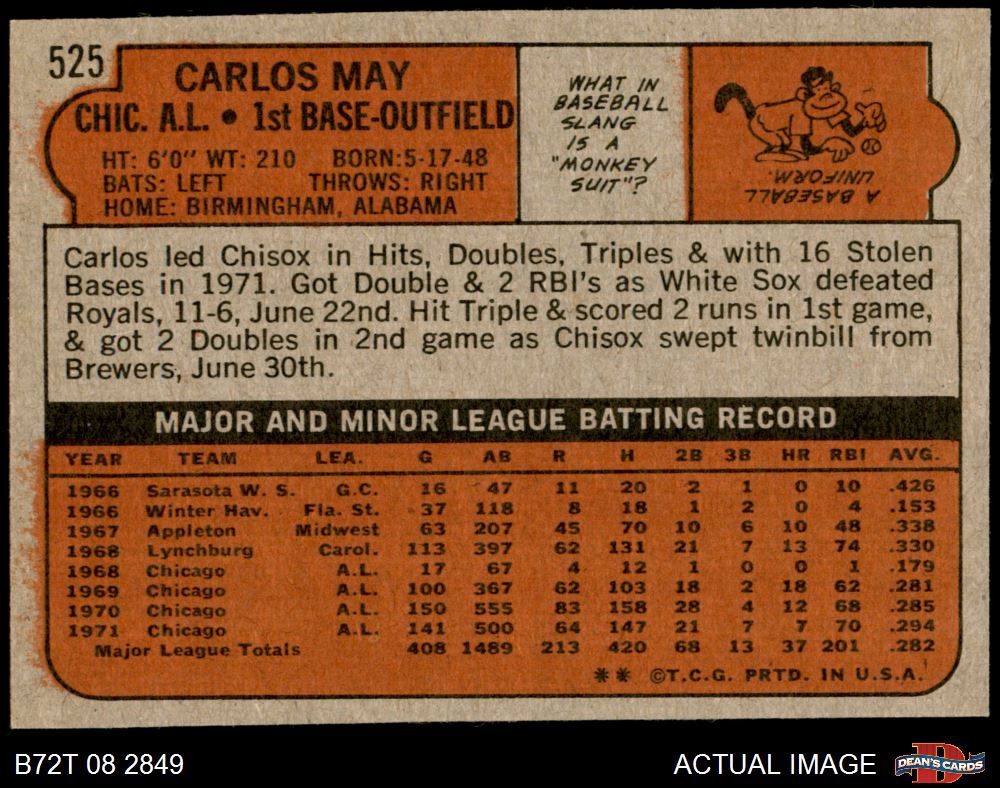 525
CARLOS MAY
CHIC. A.L. • 1st BASE-OUTFIELD
HT: 6'0" WT: 210 BORN:5-17-48
BATS: LEFT THROWS: RIGHT
HOME: BIRMINGHAM, ALABAMA
WHAT IN
BASEBALL
SLANG
IS A
"MONKEY
SUIT"?
A BASEBALL
UNIFORM.
Carlos led Chisox in Hits, Doubles, Triples & with 16 Stolen
Bases in 1971. Got Double & 2 RBI's as White Sox defeated
Royals, 11-6, June 22nd. Hit Triple & scored 2 runs in 1st game,
& got 2 Doubles in 2nd game as Chisox swept twinbill from
Brewers, June 30th.
MAJOR AND MINOR LEAGUE BATTING RECORD
YEAR TEAM LEA. G AB R H 2B 3B HR RBI AVG.
1966 Sarasota W. S. G.C. 16 47 11 20 2 1 0 10 .426
1966 Winter Hav. Fla. St. 37 118 8 18 1 2 0 4 .153
1967 Appleton Midwest 63 207 45 70 10 6 10 48 .338
1968 Lynchburg Carol. 113 397 62 131 21 7 13 74 .330
1968 Chicago A.L. 17 67 4 12 1 0 0 1 .179
1969 Chicago A.L. 100 367 62 103 18 2 18 62 .281
1970 Chicago A.L. 150 555 83 158 28 4 12 68 .285
1971 Chicago A.L. 141 500 64 147 21 7 7 70 .294
Major League Totals 408 1489 213 420 68 13 37 201 .282
** ©T.C.G. PRTD. IN U.S.A.
B72T 08 2849
ACTUAL IMAGE
D
DEAN'S CARDS